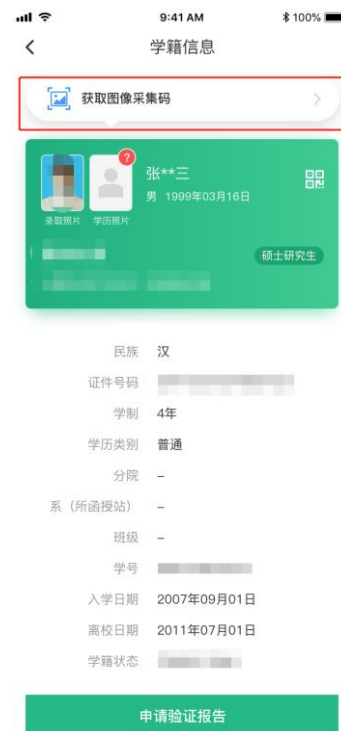 9:41 AM 100%
学籍信息
获取图像采集码
?
张**三
男 1999年03月16日
录取照片 学历照片
硕士研究生
民族 汉
证件号码
学制 4年
学历类别 普通
分院 –
系（所函授站） –
班级 –
学号
入学日期 2007年09月01日
离校日期 2011年07月01日
学籍状态
申请验证报告